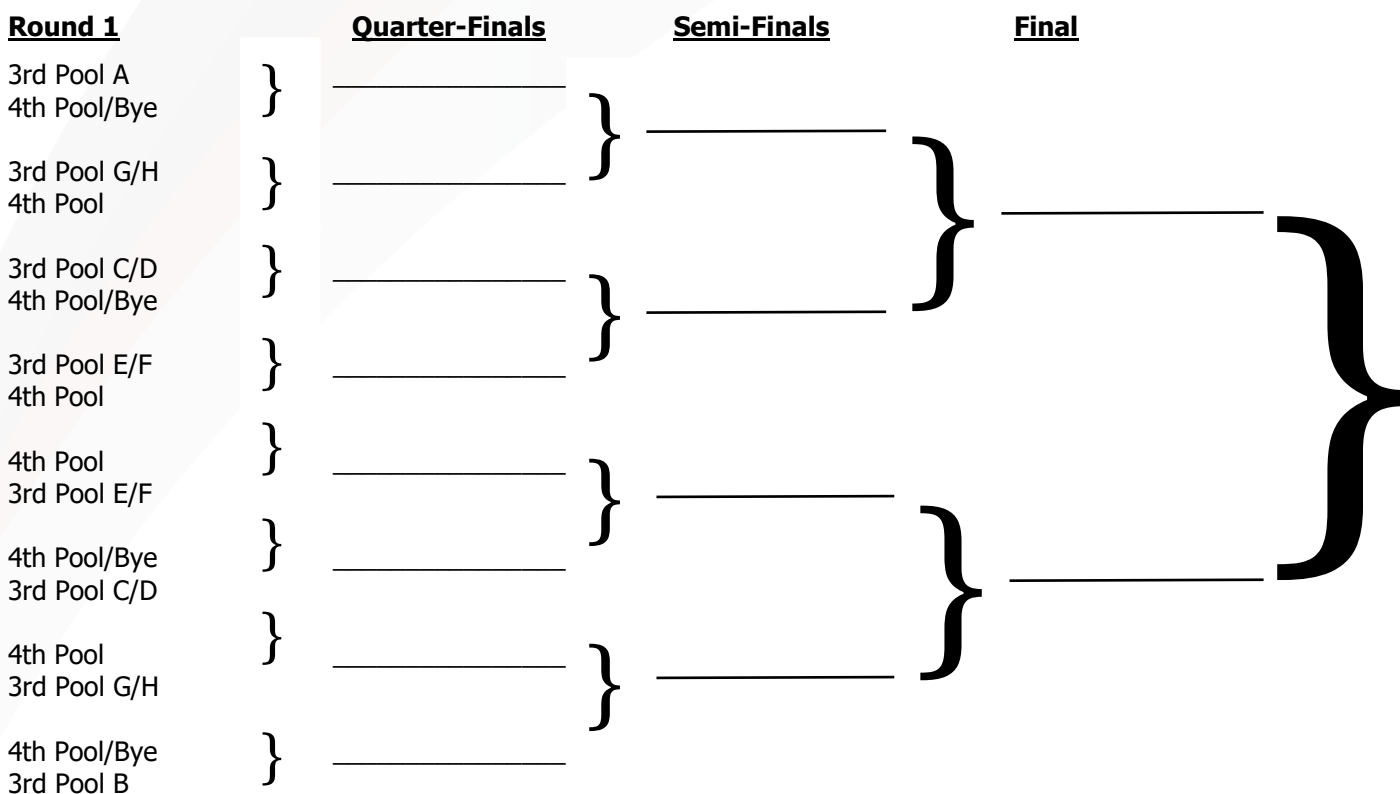 Round 1 Quarter-Finals Semi-Finals Final
3rd Pool A
4th Pool/Bye
3rd Pool G/H
4th Pool
3rd Pool C/D
4th Pool/Bye
3rd Pool E/F
4th Pool
4th Pool
3rd Pool E/F
4th Pool/Bye
3rd Pool C/D
4th Pool
3rd Pool G/H
4th Pool/Bye
3rd Pool B